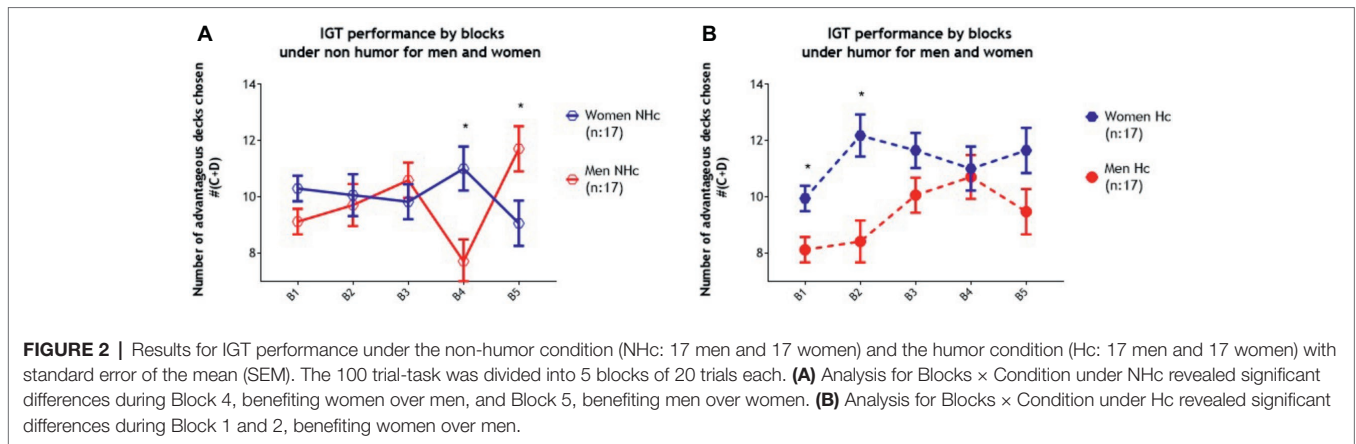 A
IGT performance by blocks
under non humor for men and women
Number of advantageous decks chosen
#(C+D)
14
12
10
8
*
*
B1
B2
B3
B4
B5
Women NHc
(n:17)
Men NHc
(n:17)
B
IGT performance by blocks
under humor for men and women
Number of advantageous decks chosen
#(C+D)
14
12
10
8
*
*
B1
B2
B3
B4
B5
Women Hc
(n:17)
Men Hc
(n:17)
FIGURE 2 | Results for IGT performance under the non-humor condition (NHc: 17 men and 17 women) and the humor condition (Hc: 17 men and 17 women) with
standard error of the mean (SEM). The 100 trial-task was divided into 5 blocks of 20 trials each. (A) Analysis for Blocks × Condition under NHc revealed significant
differences during Block 4, benefiting women over men, and Block 5, benefiting men over women. (B) Analysis for Blocks × Condition under Hc revealed significant
differences during Block 1 and 2, benefiting women over men.